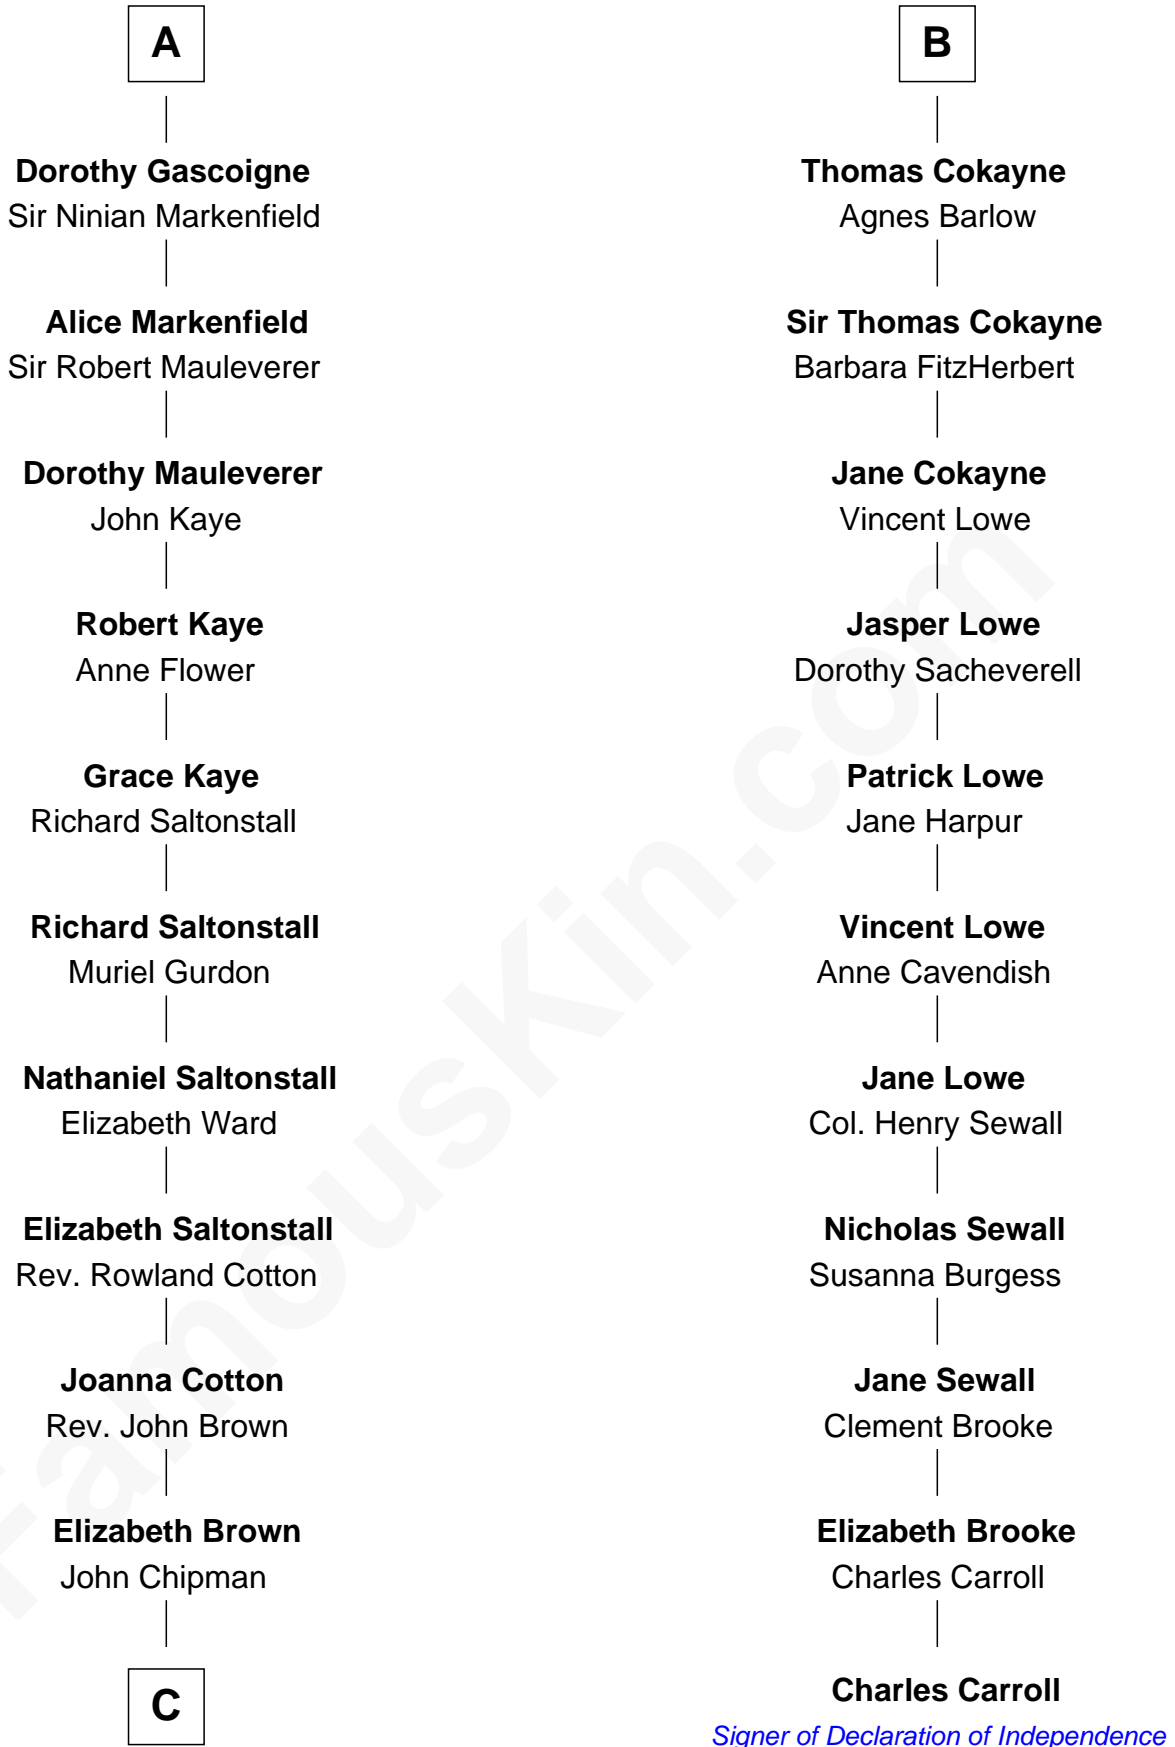 A
Dorothy Gascoigne
Sir Ninian Markenfield
Alice Markenfield
Sir Robert Mauleverer
Dorothy Mauleverer
John Kaye
Robert Kaye
Anne Flower
Grace Kaye
Richard Saltonstall
Richard Saltonstall
Muriel Gurdon
Nathaniel Saltonstall
Elizabeth Ward
Elizabeth Saltonstall
Rev. Rowland Cotton
Joanna Cotton
Rev. John Brown
Elizabeth Brown
John Chipman
C
B
Thomas Cokayne
Agnes Barlow
Sir Thomas Cokayne
Barbara FitzHerbert
Jane Cokayne
Vincent Lowe
Jasper Lowe
Dorothy Sacheverell
Patrick Lowe
Jane Harpur
Vincent Lowe
Anne Cavendish
Jane Lowe
Col. Henry Sewall
Nicholas Sewall
Susanna Burgess
Jane Sewall
Clement Brooke
Elizabeth Brooke
Charles Carroll
Charles Carroll
Signer of Declaration of Independence
FamousKin.com